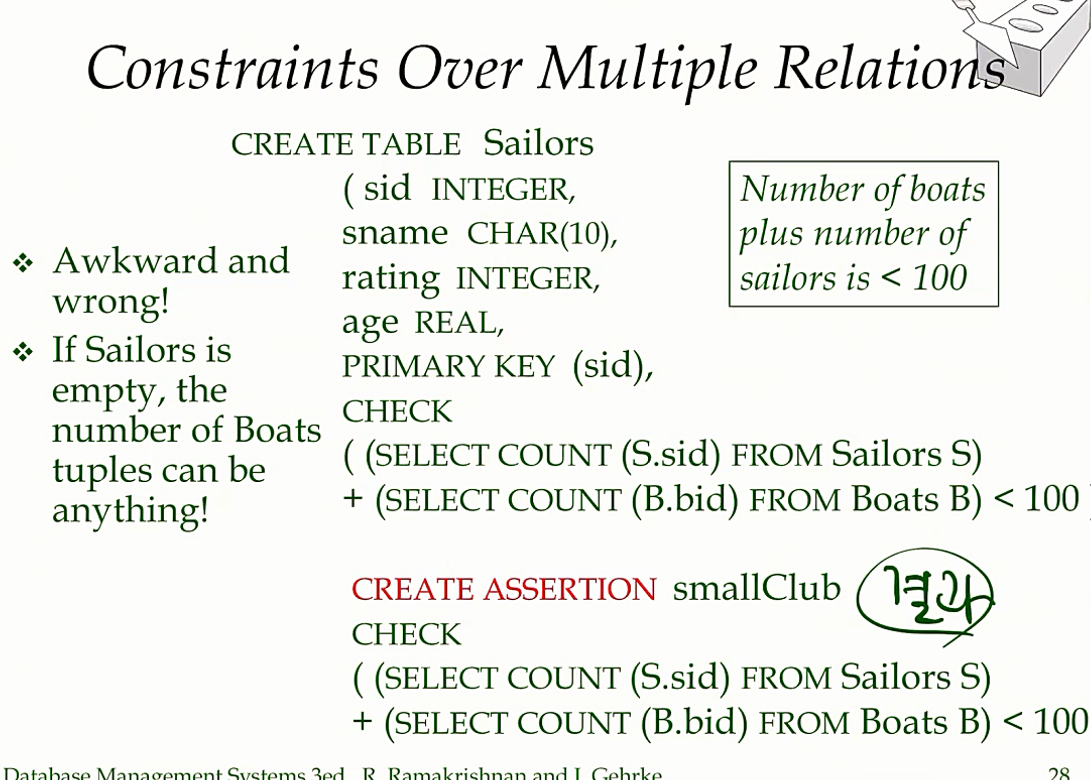 Constraints Over Multiple Relations
CREATE TABLE Sailors
( sid INTEGER,
sname CHAR(10),
rating INTEGER,
age REAL,
PRIMARY KEY (sid),
CHECK
( (SELECT COUNT (S.sid) FROM Sailors S)
+ (SELECT COUNT (B.bid) FROM Boats B) < 100
Number of boats
plus number of
sailors is < 100
❖ Awkward and
wrong!
❖ If Sailors is
empty, the
number of Boats
tuples can be
anything!
CREATE ASSERTION smallClub
결과
CHECK
( (SELECT COUNT (S.sid) FROM Sailors S)
+ (SELECT COUNT (B.bid) FROM Boats B) < 100
Database Management Systems 3ed, R. Ramakrishnan and J. Gehrke
28